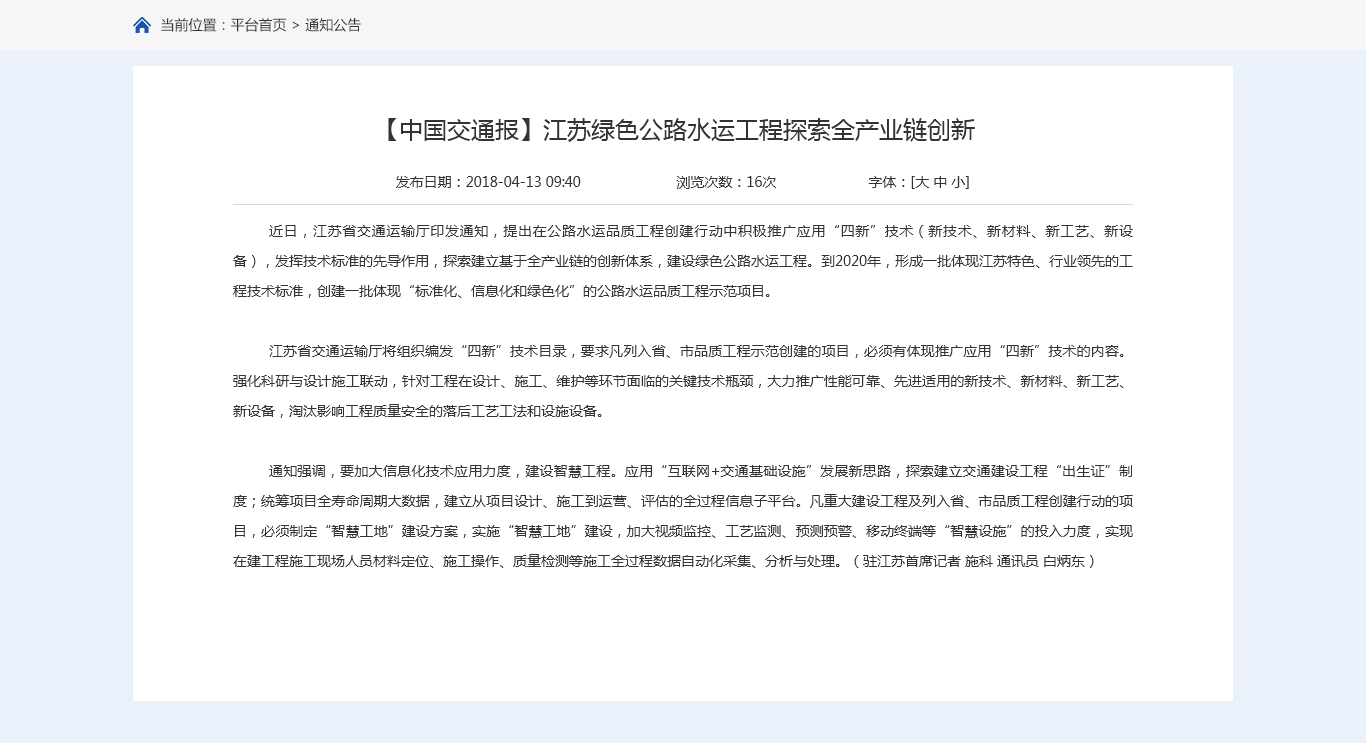 当前位置：平台首页 > 通知公告
【中国交通报】江苏绿色公路水运工程探索全产业链创新
发布日期：2018-04-13 09:40 浏览次数：16次 字体：[大 中 小]
近日，江苏省交通运输厅印发通知，提出在公路水运品质工程创建行动中积极推广应用“四新”技术（新技术、新材料、新工艺、新设
备），发挥技术标准的先导作用，探索建立基于全产业链的创新体系，建设绿色公路水运工程。到2020年，形成一批体现江苏特色、行业领先的工
程技术标准，创建一批体现“标准化、信息化和绿色化”的公路水运品质工程示范项目。
江苏省交通运输厅将组织编发“四新”技术目录，要求凡列入省、市品质工程示范创建的项目，必须有体现推广应用“四新”技术的内容。
强化科研与设计施工联动，针对工程在设计、施工、维护等环节面临的关键技术瓶颈，大力推广性能可靠、先进适用的新技术、新材料、新工艺、
新设备，淘汰影响工程质量安全的落后工艺工法和设施设备。
通知强调，要加大信息化技术应用力度，建设智慧工程。应用“互联网+交通基础设施”发展新思路，探索建立交通建设工程“出生证”制
度；统筹项目全寿命周期大数据，建立从项目设计、施工到运营、评估的全过程信息子平台。凡重大建设工程及列入省、市品质工程创建行动的项
目，必须制定“智慧工地”建设方案，实施“智慧工地”建设，加大视频监控、工艺监测、预测预警、移动终端等“智慧设施”的投入力度，实现
在建工程施工现场人员材料定位、施工操作、质量检测等施工全过程数据自动化采集、分析与处理。（驻江苏首席记者 施科 通讯员 白炳东）